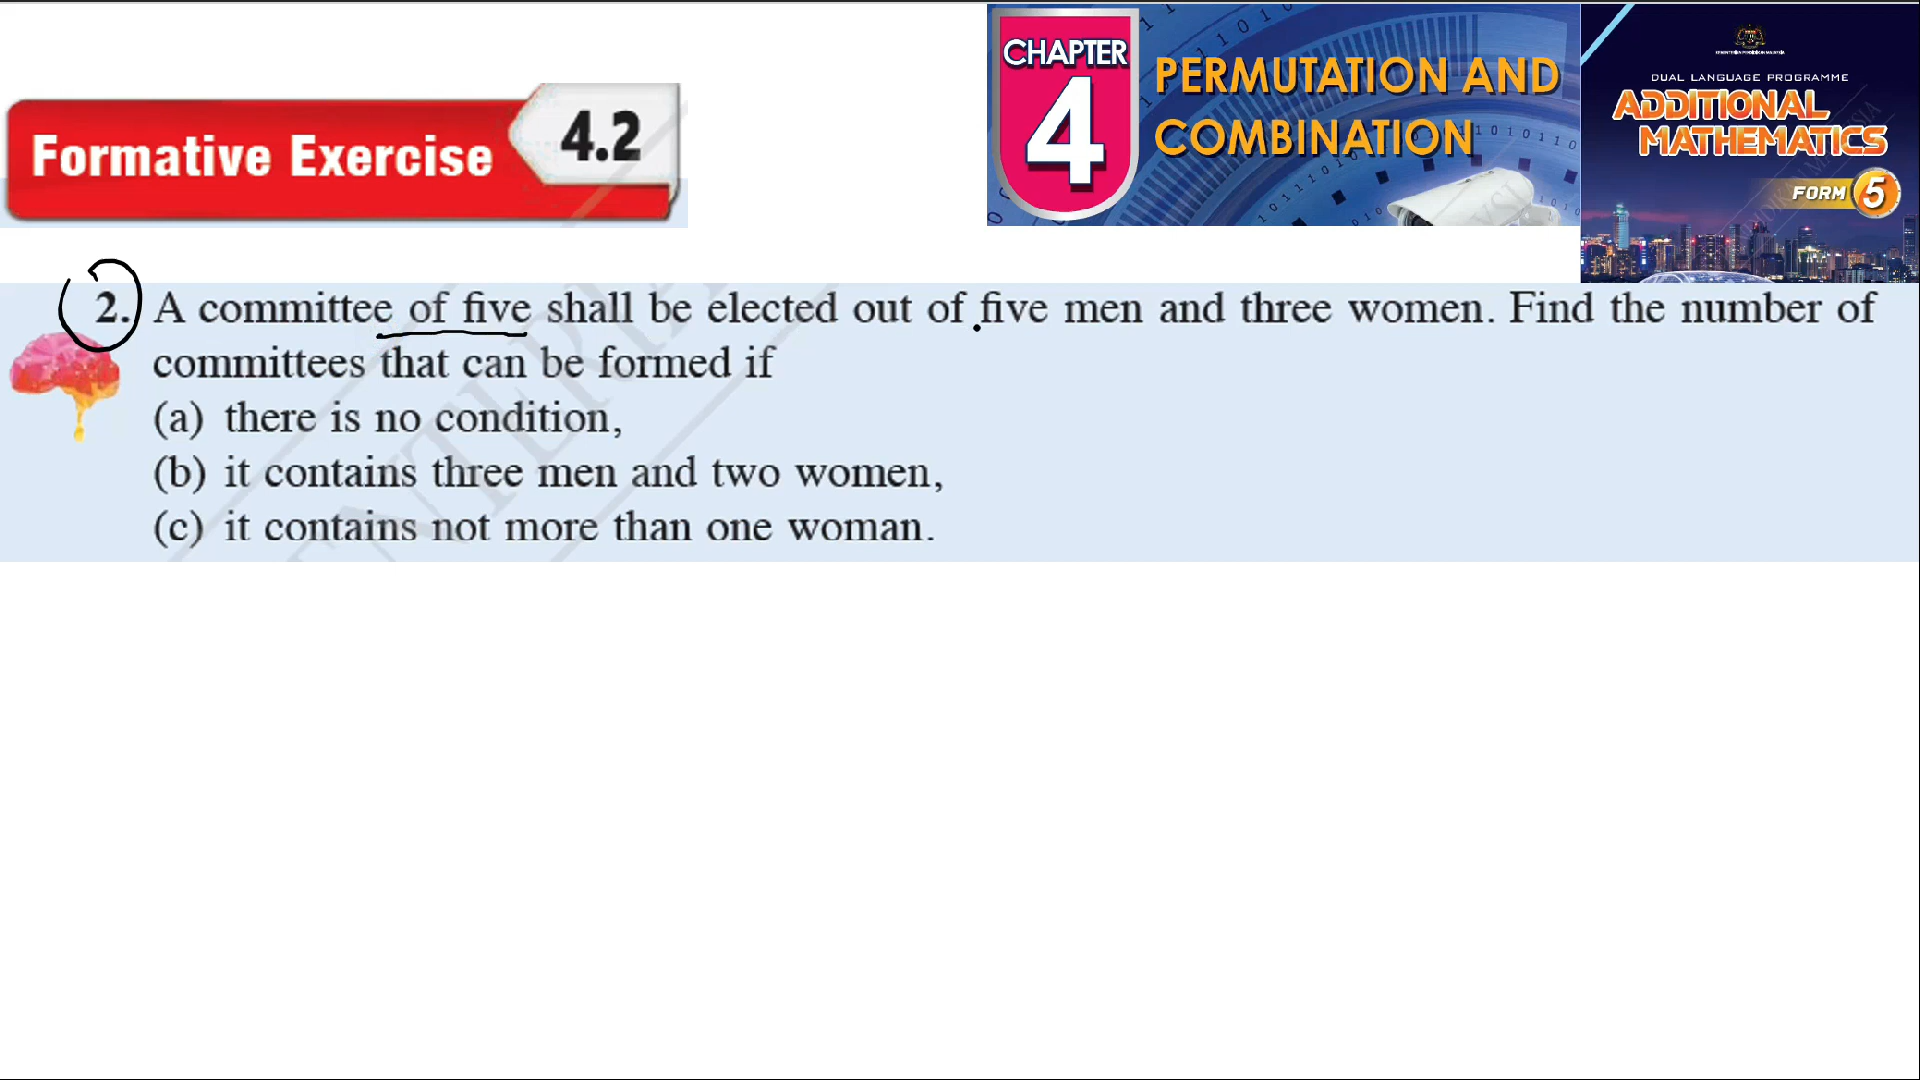 CHAPTER
4
PERMUTATION AND
COMBINATION
KEMENTERIAN PENDIDIKAN MALAYSIA
DUAL LANGUAGE PROGRAMME
ADDITIONAL
MATHEMATICS
FORM 5
Formative Exercise 4.2
2. A committee of five shall be elected out of five men and three women. Find the number of
committees that can be formed if
(a) there is no condition,
(b) it contains three men and two women,
(c) it contains not more than one woman.